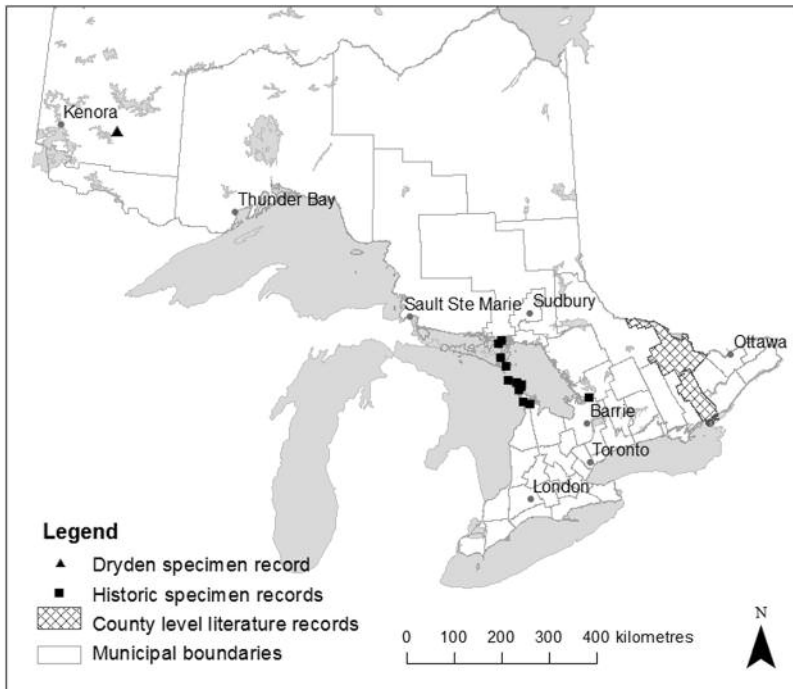 Kenora
Thunder Bay
Sault Ste Marie
Sudbury
Ottawa
Barrie
Toronto
London
Legend
Dryden specimen record
Historic specimen records
County level literature records
Municipal boundaries
0 100 200 300 400 kilometres
N